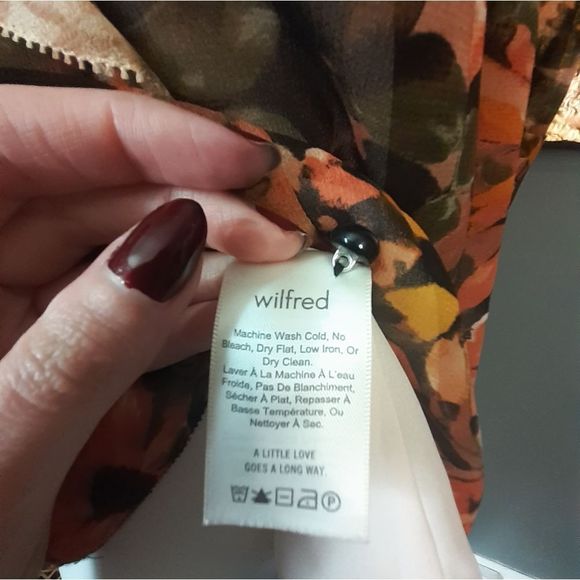 wilfred
Machine Wash Cold, No
Bleach, Dry Flat, Low Iron, Or
Dry Clean.
Laver À La Machine À L'eau
Froide, Pas De Blanchiment,
Sécher À Plat, Repasser À
Basse Température, Ou
Nettoyer À Sec.
A LITTLE LOVE
GOES A LONG WAY.
P